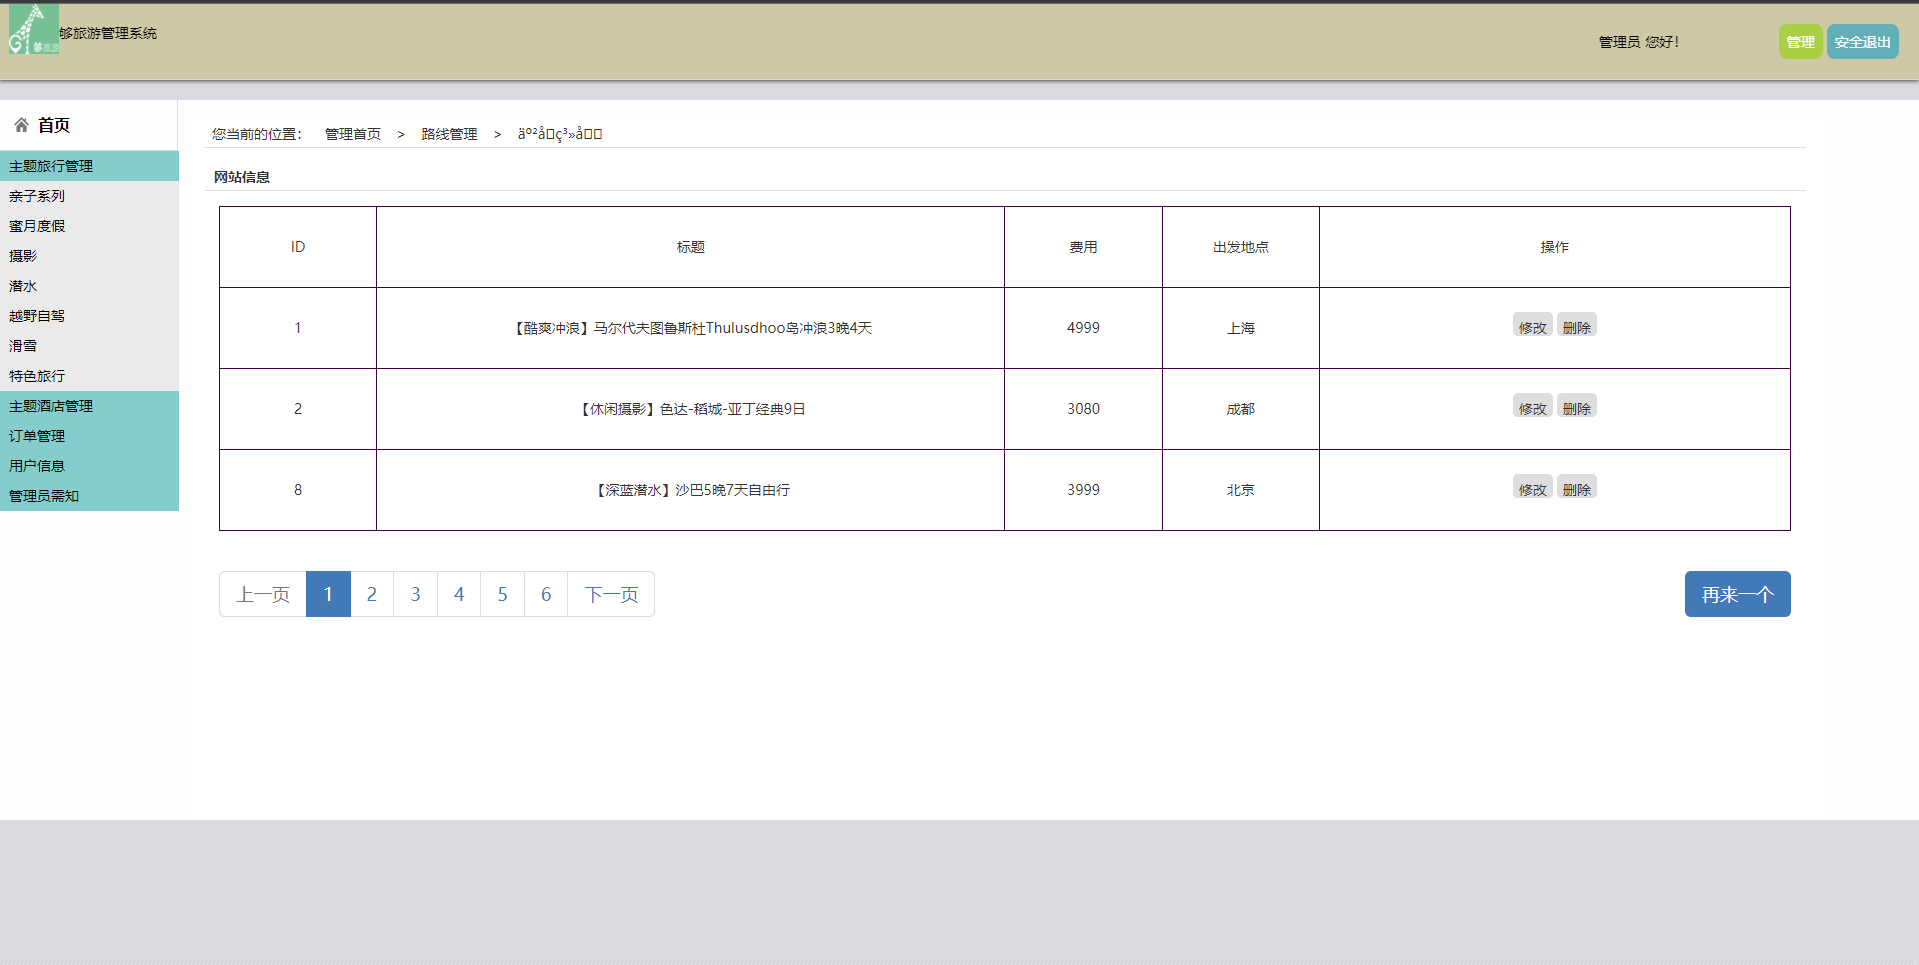 够旅游管理系统
管理员 您好!
管理 安全退出
首页
主题旅行管理
亲子系列
蜜月度假
摄影
潜水
越野自驾
滑雪
特色旅行
主题酒店管理
订单管理
用户信息
管理员需知
您当前的位置： 管理首页 > 路线管理 > äº²å�ç³»å��
网站信息
ID 标题 费用 出发地点 操作
1 【酷爽冲浪】马尔代夫图鲁斯杜Thulusdhoo岛冲浪3晚4天 4999 上海 修改 删除
2 【休闲摄影】色达-稻城-亚丁经典9日 3080 成都 修改 删除
8 【深蓝潜水】沙巴5晚7天自由行 3999 北京 修改 删除
上一页 1 2 3 4 5 6 下一页 再来一个